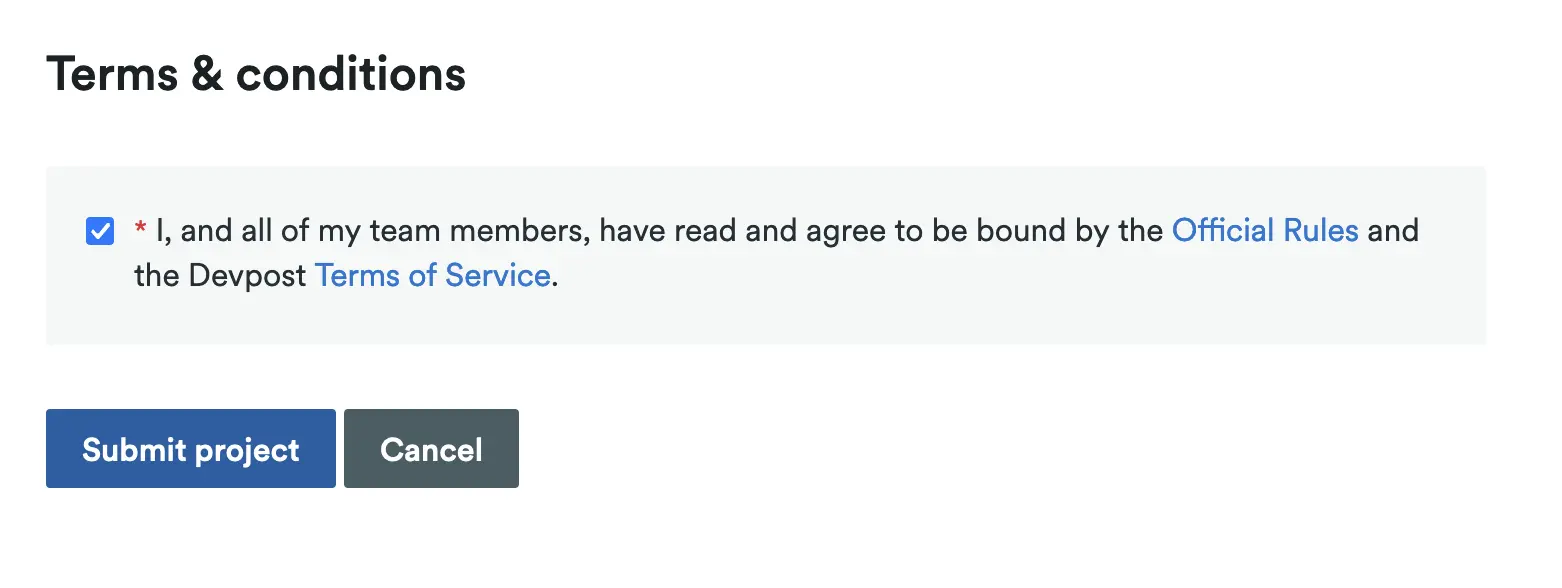 Terms & conditions
* I, and all of my team members, have read and agree to be bound by the Official Rules and
the Devpost Terms of Service.
Submit project Cancel